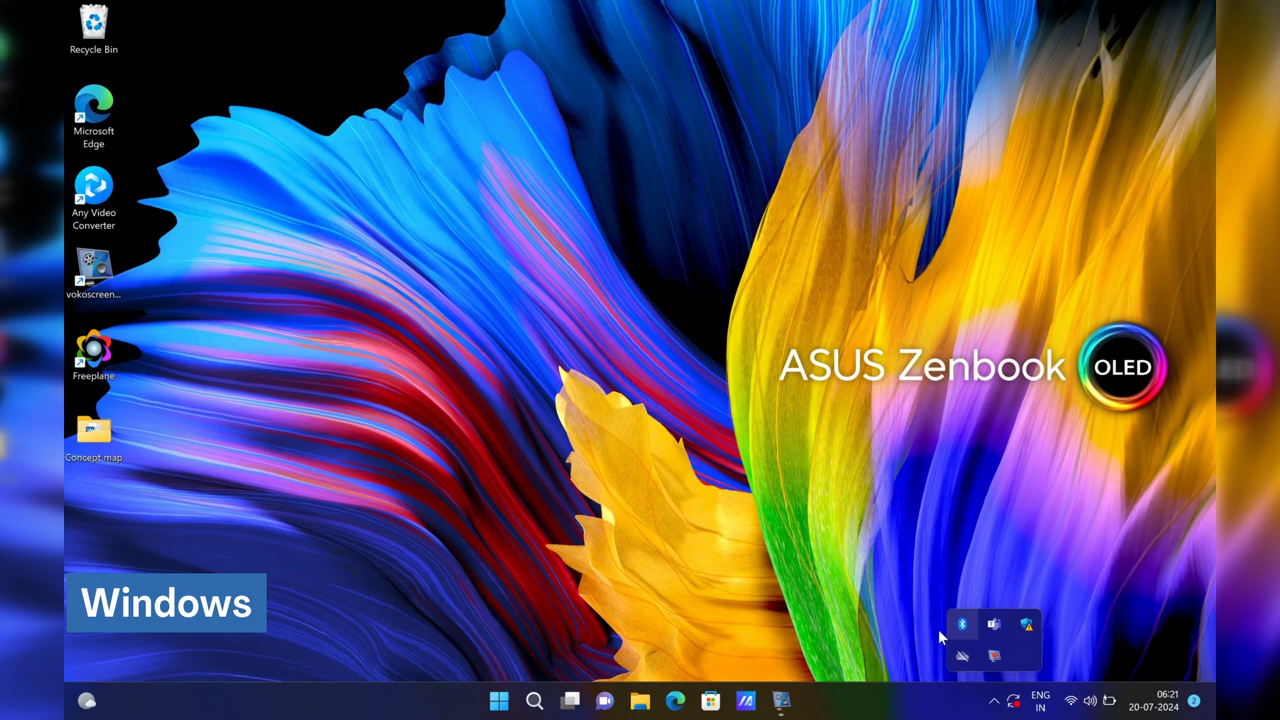 Recycle Bin
Microsoft
Edge
Any Video
Converter
vokoscreen...
Freeplane
Concept map
ASUS Zenbook
OLED
Windows
ENG
IN
06:21
20-07-2024
2